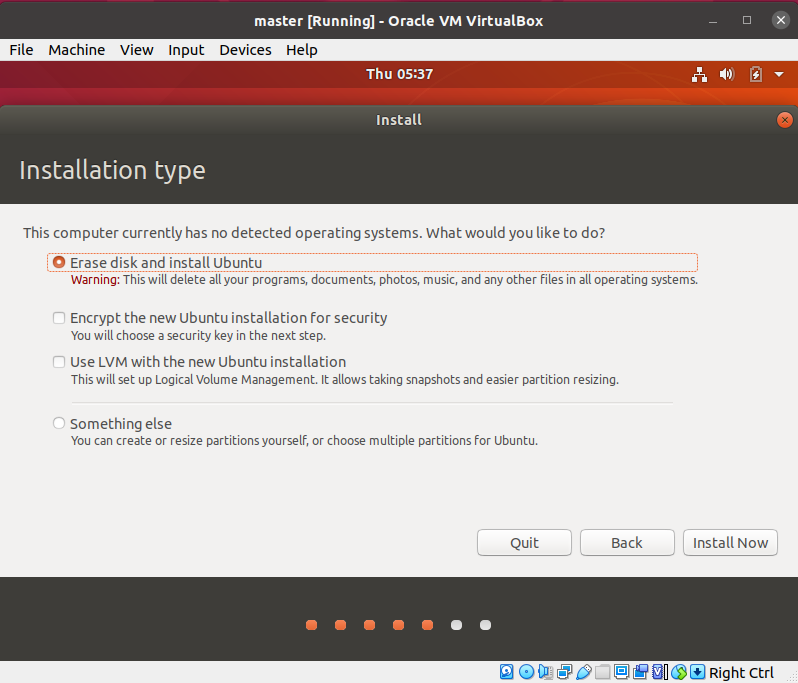 master [Running] - Oracle VM VirtualBox
File Machine View Input Devices Help
Thu 05:37
Install
Installation type
This computer currently has no detected operating systems. What would you like to do?
Erase disk and install Ubuntu
Warning: This will delete all your programs, documents, photos, music, and any other files in all operating systems.
Encrypt the new Ubuntu installation for security
You will choose a security key in the next step.
Use LVM with the new Ubuntu installation
This will set up Logical Volume Management. It allows taking snapshots and easier partition resizing.
Something else
You can create or resize partitions yourself, or choose multiple partitions for Ubuntu.
Quit Back Install Now
Right Ctrl